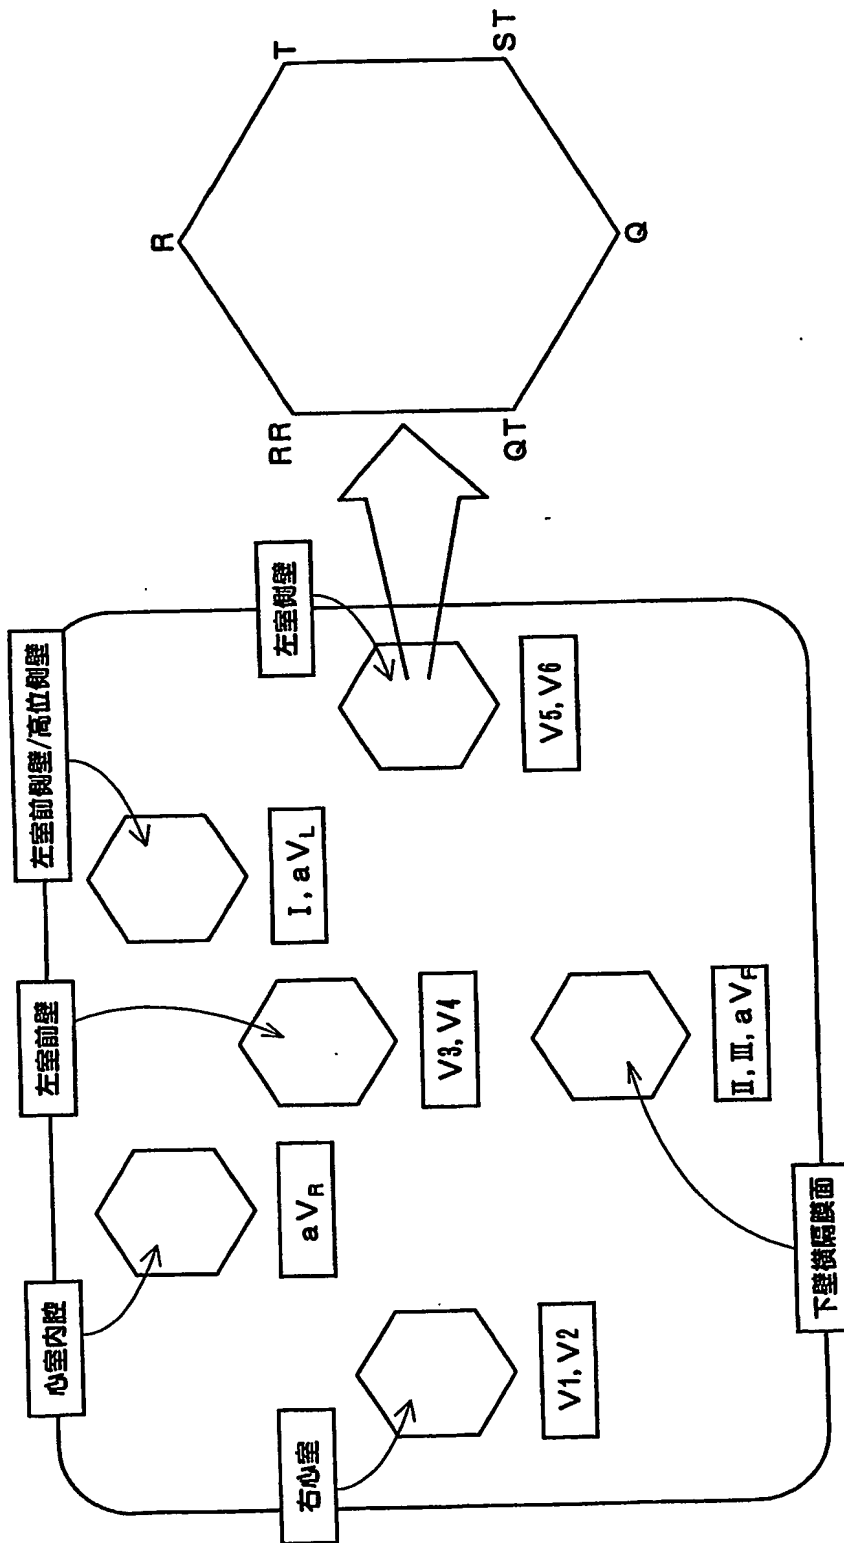 心室内腔
左室前壁
左室前側壁/高位側壁
右心室
左室側壁
aVR
I, aVL
V1, V2
V3, V4
V5, V6
II, III, aVF
下壁横隔膜面
R
RR
T
QT
ST
Q